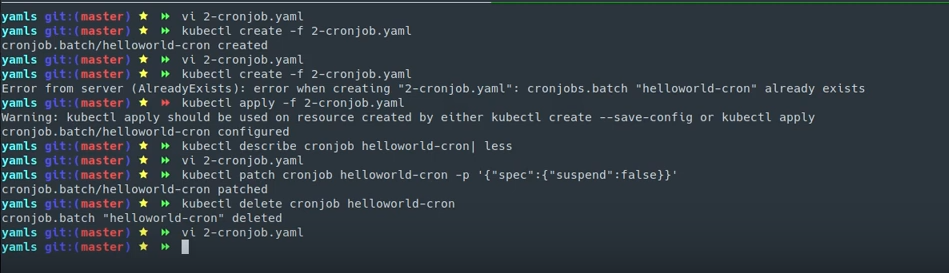 yamls git:(master) ★ ⏩ vi 2-cronjob.yaml
yamls git:(master) ★ ⏩ kubectl create -f 2-cronjob.yaml
cronjob.batch/helloworld-cron created
yamls git:(master) ★ ⏩ vi 2-cronjob.yaml
yamls git:(master) ★ ⏩ kubectl create -f 2-cronjob.yaml
Error from server (AlreadyExists): error when creating "2-cronjob.yaml": cronjobs.batch "helloworld-cron" already exists
yamls git:(master) ★ ⏩ kubectl apply -f 2-cronjob.yaml
Warning: kubectl apply should be used on resource created by either kubectl create --save-config or kubectl apply
cronjob.batch/helloworld-cron configured
yamls git:(master) ★ ⏩ kubectl describe cronjob helloworld-cron| less
yamls git:(master) ★ ⏩ vi 2-cronjob.yaml
yamls git:(master) ★ ⏩ kubectl patch cronjob helloworld-cron -p '{"spec":{"suspend":false}}'
cronjob.batch/helloworld-cron patched
yamls git:(master) ★ ⏩ kubectl delete cronjob helloworld-cron
cronjob.batch "helloworld-cron" deleted
yamls git:(master) ★ ⏩ vi 2-cronjob.yaml
yamls git:(master) ★ ⏩